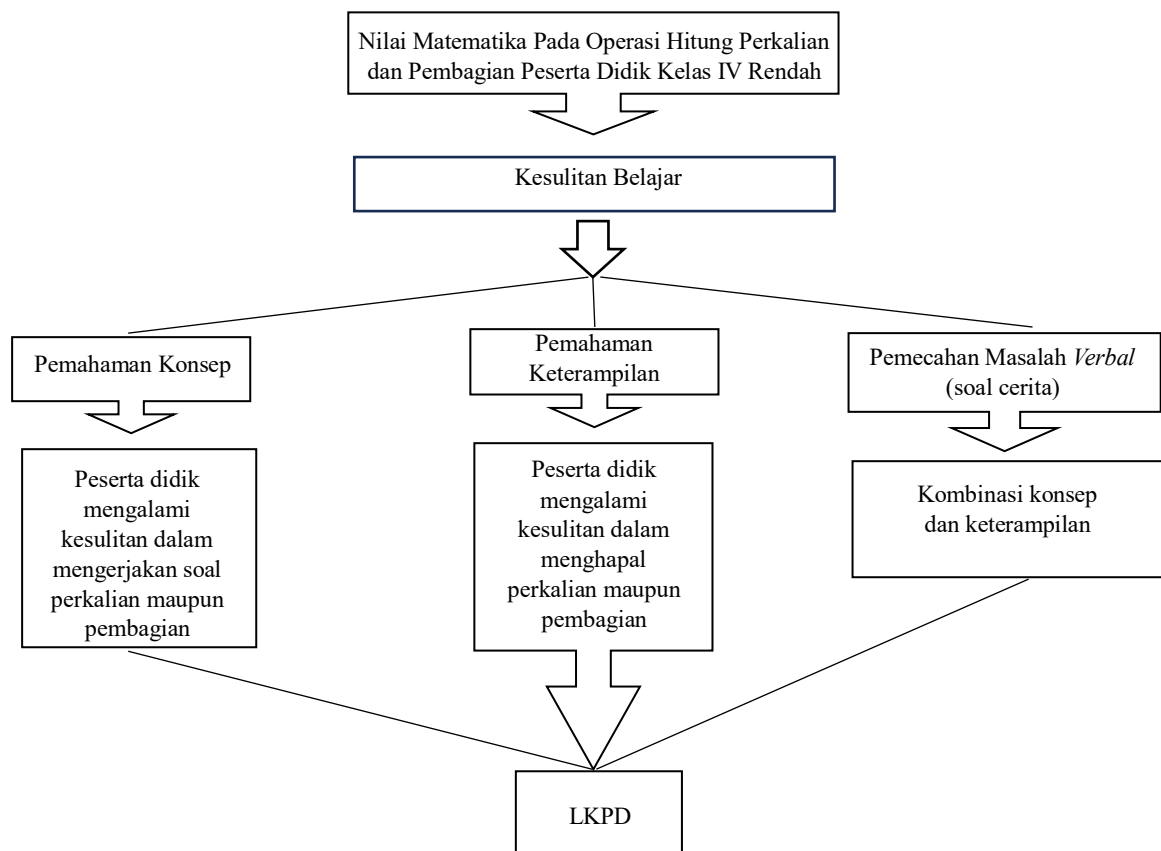 Nilai Matematika Pada Operasi Hitung Perkalian
dan Pembagian Peserta Didik Kelas IV Rendah
Kesulitan Belajar
Pemahaman Konsep
Pemahaman
Keterampilan
Pemecahan Masalah Verbal
(soal cerita)
Peserta didik
mengalami
kesulitan dalam
mengerjakan soal
perkalian maupun
pembagian
Peserta didik
mengalami
kesulitan dalam
menghapal
perkalian maupun
pembagian
Kombinasi konsep
dan keterampilan
LKPD